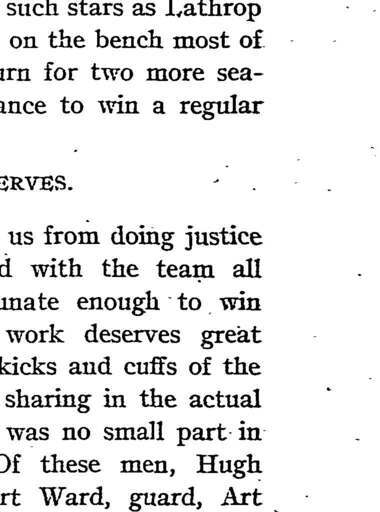 such stars as Lathrop
on the bench most of
urn for two more sea-
ance to win a regular
ERVES.
us from doing justice
d with the team all
unate enough to win
work deserves great
kicks and cuffs of the
sharing in the actual
was no small part in
Of these men, Hugh
rt Ward, guard, Art